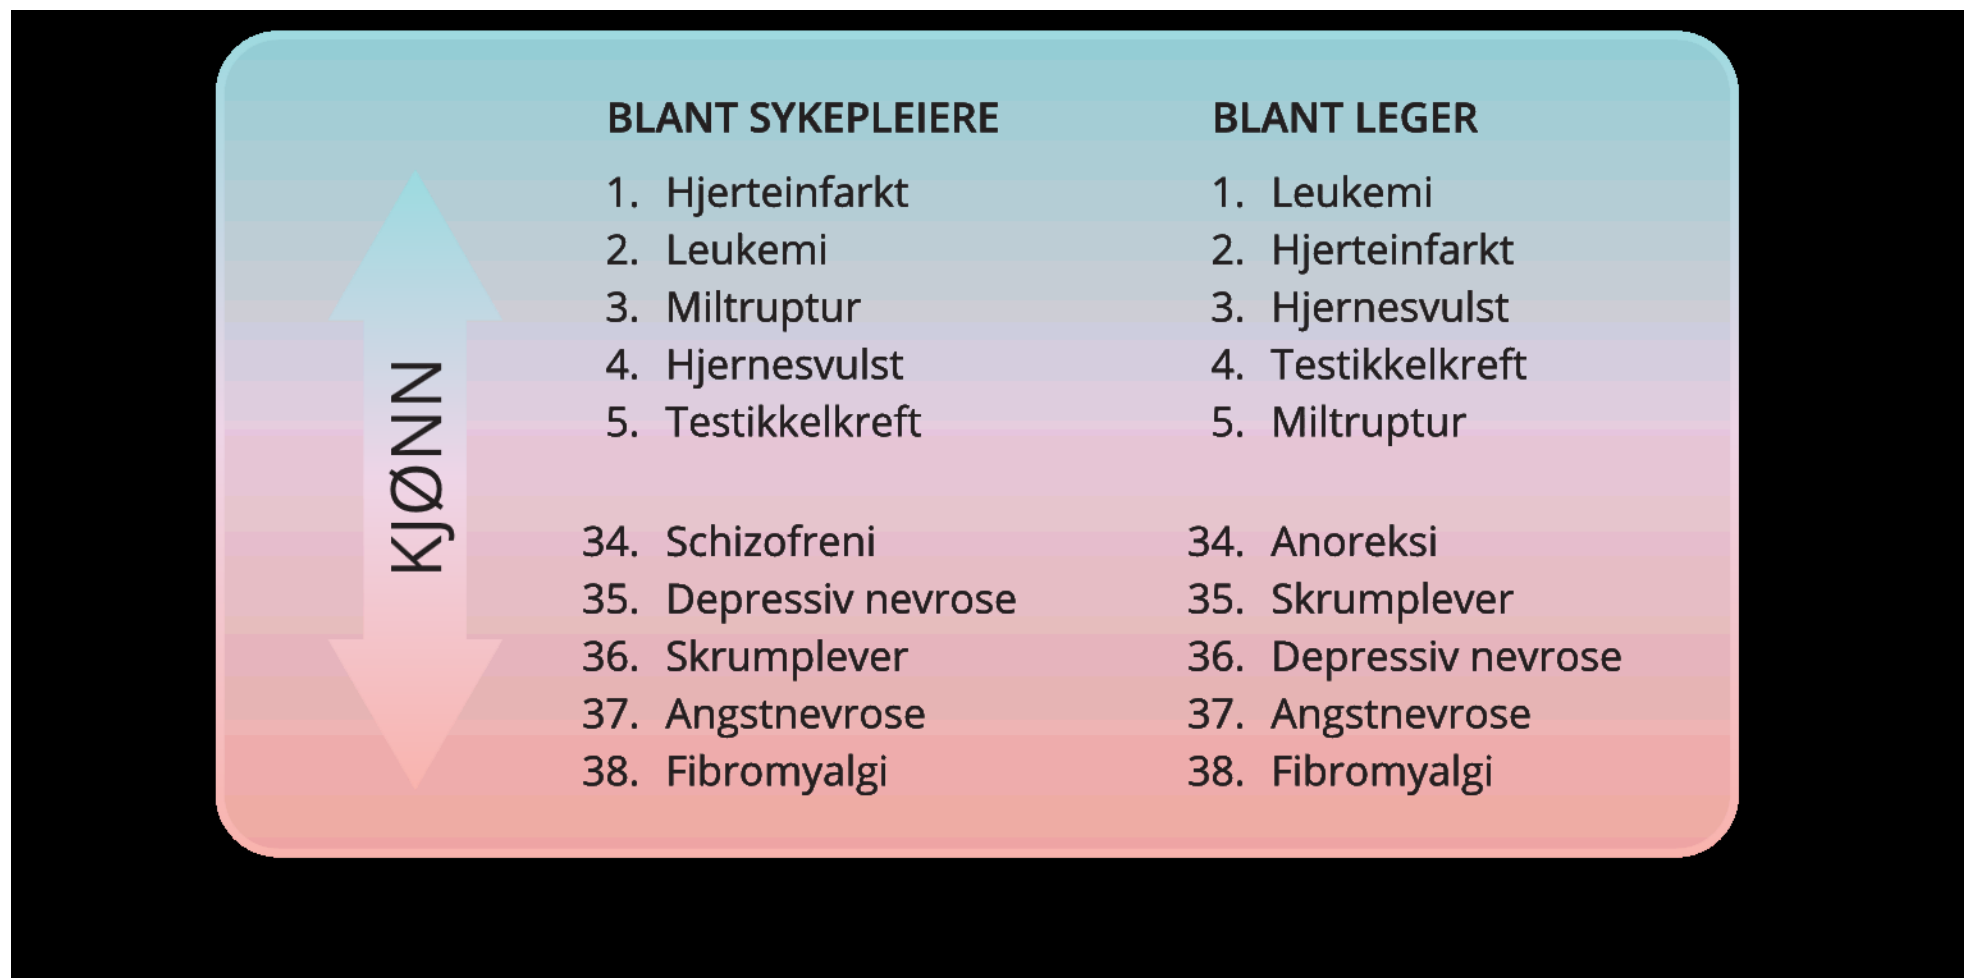 KJØNN
BLANT SYKEPLEIERE
1. Hjerteinfarkt
2. Leukemi
3. Miltruptur
4. Hjernesvulst
5. Testikkelkreft
34. Schizofreni
35. Depressiv nevrose
36. Skrumplever
37. Angstnevrose
38. Fibromyalgi
BLANT LEGER
1. Leukemi
2. Hjerteinfarkt
3. Hjernesvulst
4. Testikkelkreft
5. Miltruptur
34. Anoreksi
35. Skrumplever
36. Depressiv nevrose
37. Angstnevrose
38. Fibromyalgi